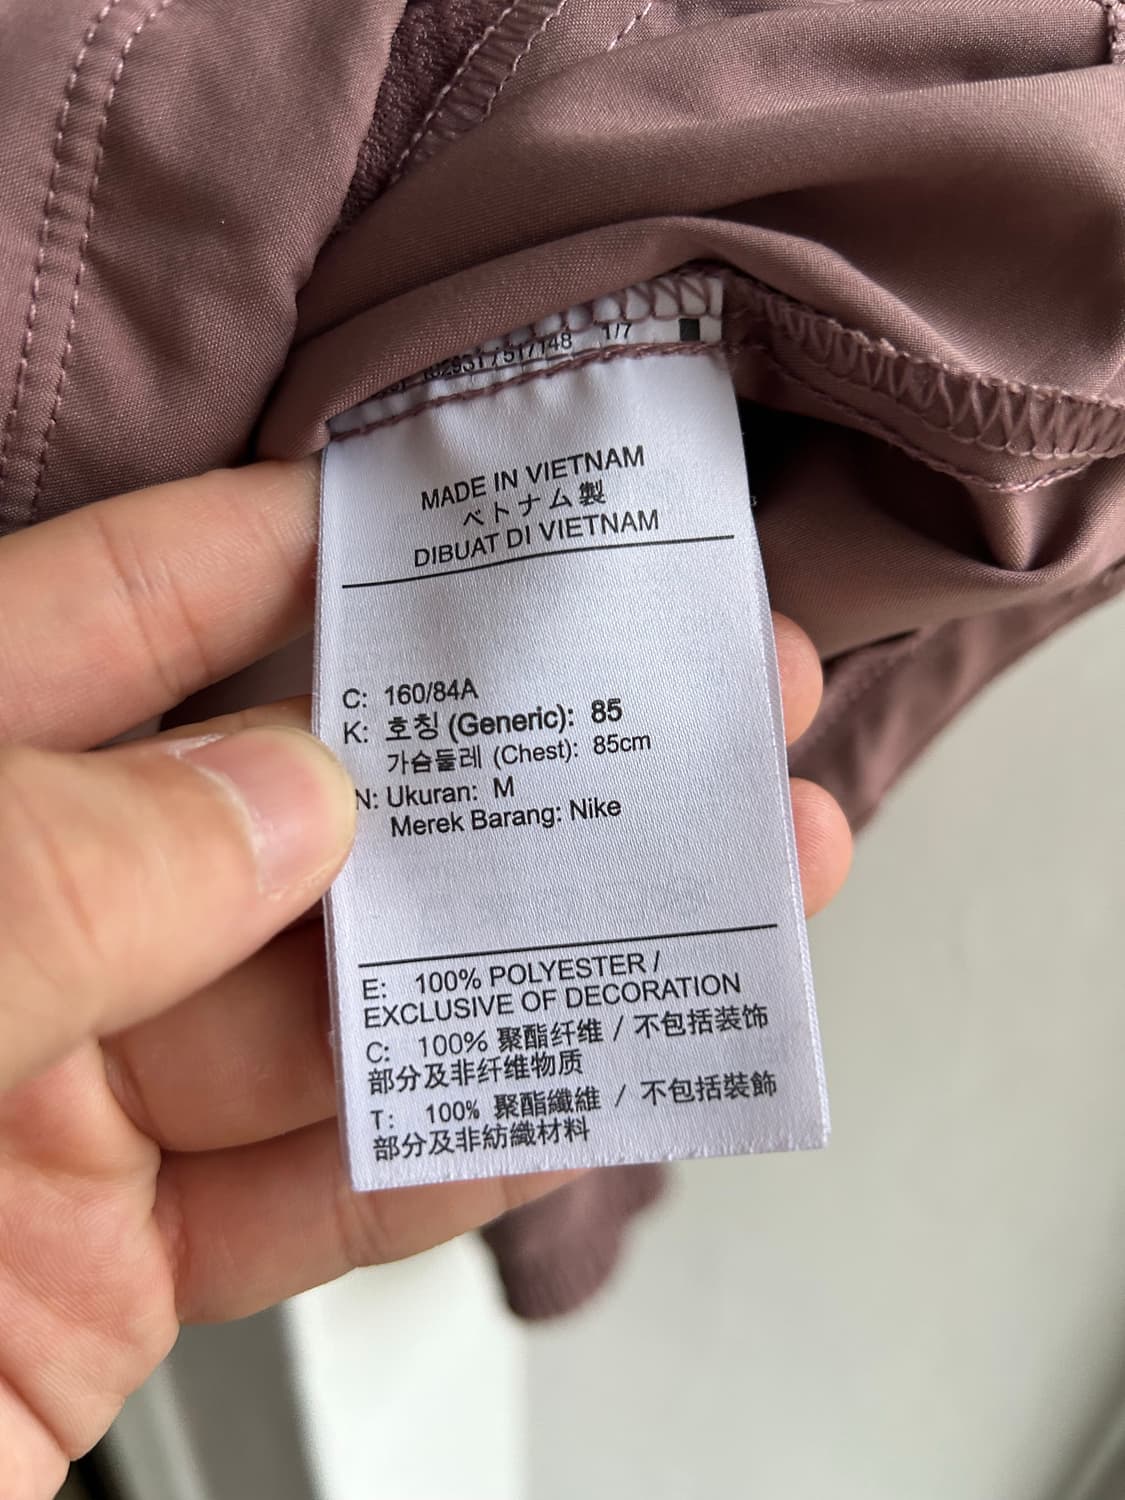 517148 1/7
MADE IN VIETNAM
ベトナム製
DIBUAT DI VIETNAM
C: 160/84A
K: 호칭 (Generic): 85
가슴둘레 (Chest): 85cm
N: Ukuran: M
Merek Barang: Nike
E: 100% POLYESTER /
EXCLUSIVE OF DECORATION
C: 100% 聚酯纤维 / 不包括装饰
部分及非纤维物质
T: 100% 聚酯纖維 / 不包括裝飾
部分及非紡織材料